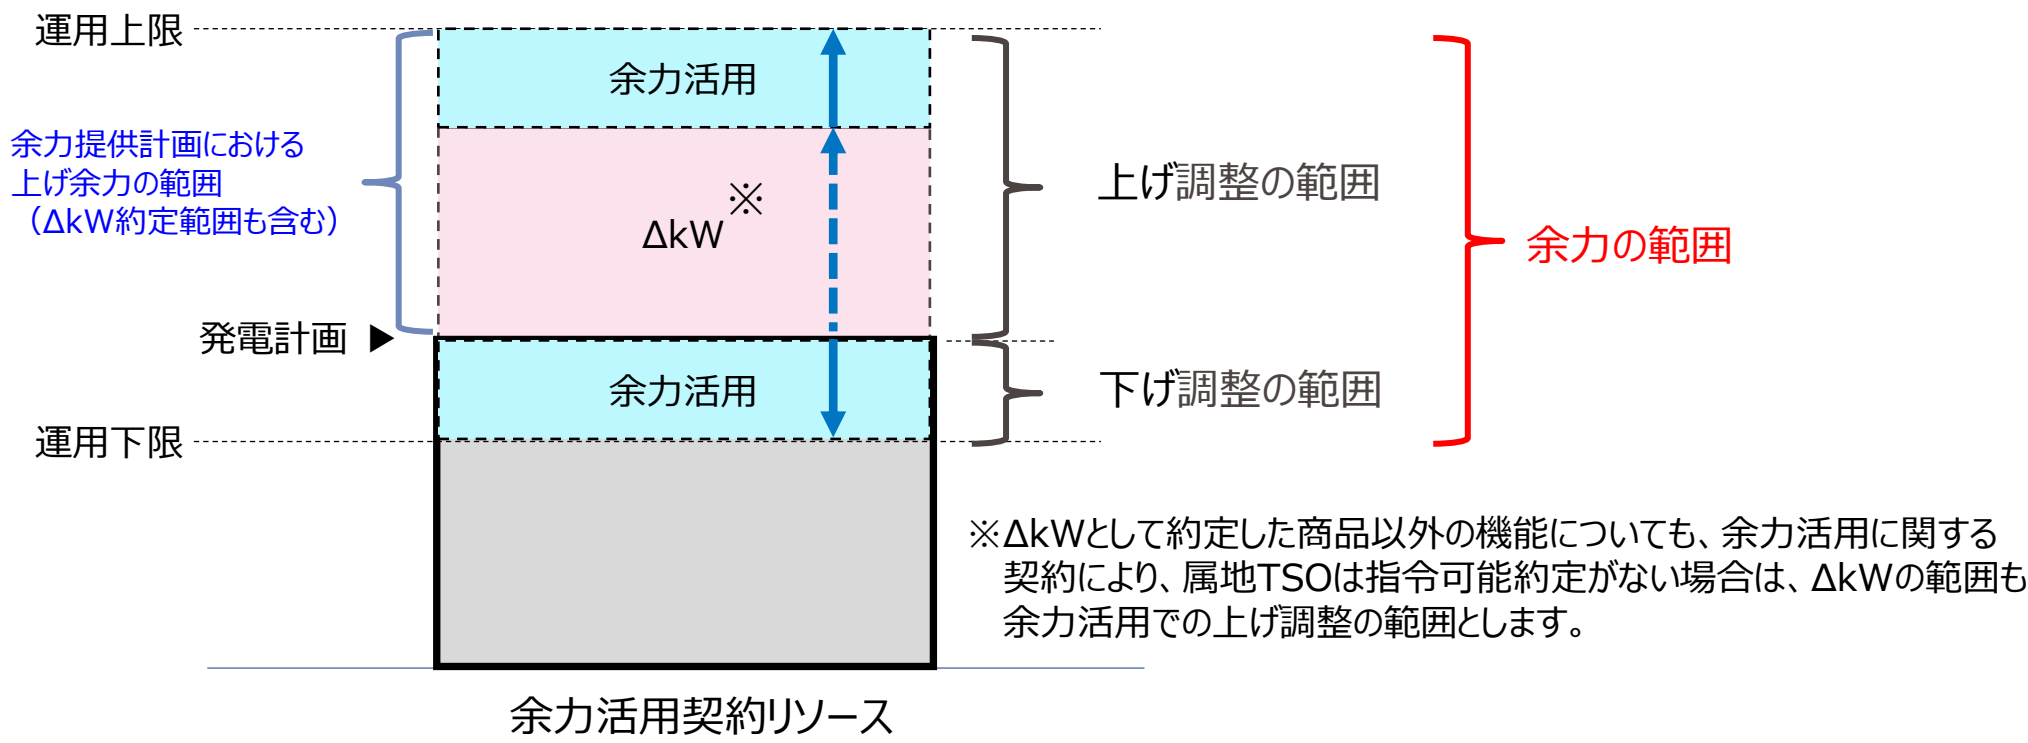 運用上限
余力活用
余力提供計画における
上げ余力の範囲
（ΔkW約定範囲も含む）
※
ΔkW
上げ調整の範囲
余力の範囲
発電計画 ▶
余力活用
下げ調整の範囲
運用下限
※ΔkWとして約定した商品以外の機能についても、余力活用に関する
契約により、属地TSOは指令可能約定がない場合は、ΔkWの範囲も
余力活用での上げ調整の範囲とします。
余力活用契約リソース